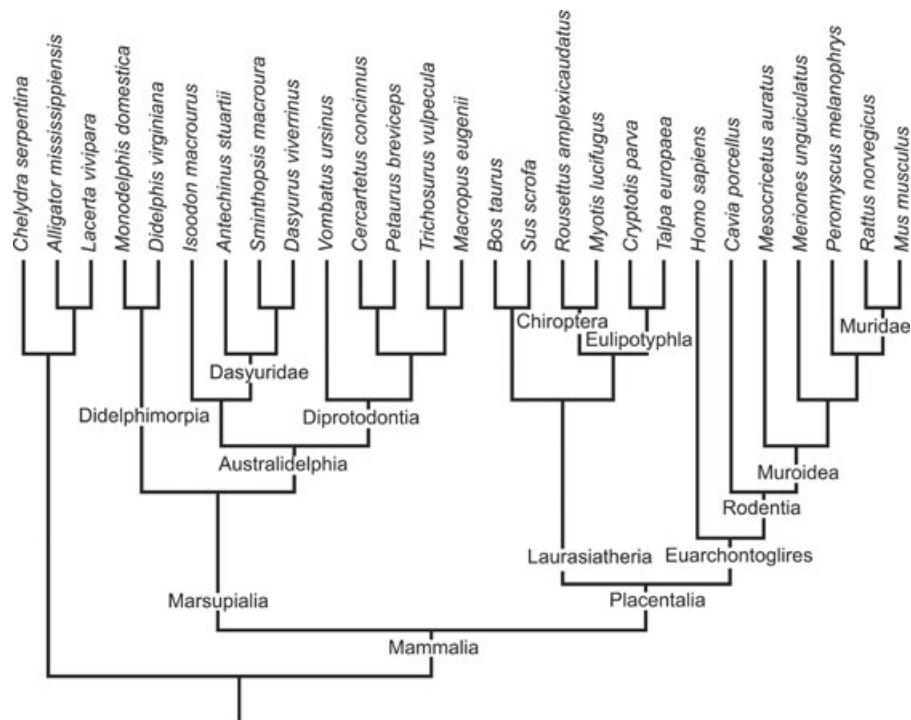 Chelydra serpentina
Alligator mississippiensis
Lacerta vivipara
Monodelphis domestica
Didelphis virginiana
Isoodon macrourus
Antechinus stuartii
Sminthopsis macroura
Dasyurus viverrinus
Vombatus ursinus
Cercartetus concinnus
Petaurus breviceps
Trichosurus vulpecula
Macropus eugenii
Bos taurus
Sus scrofa
Rousettus amplexicaudatus
Myotis lucifugus
Cryptotis parva
Talpa europaea
Homo sapiens
Cavia porcellus
Mesocricetus auratus
Meriones unguiculatus
Peromyscus melanophrys
Rattus norvegicus
Mus musculus
Chiroptera
Muridae
Eulipotyphla
Dasyuridae
Didelphimorpia
Diprotodontia
Australidelphia
Muroidea
Rodentia
Laurasiatheria
Euarchontoglires
Marsupialia
Placentalia
Mammalia